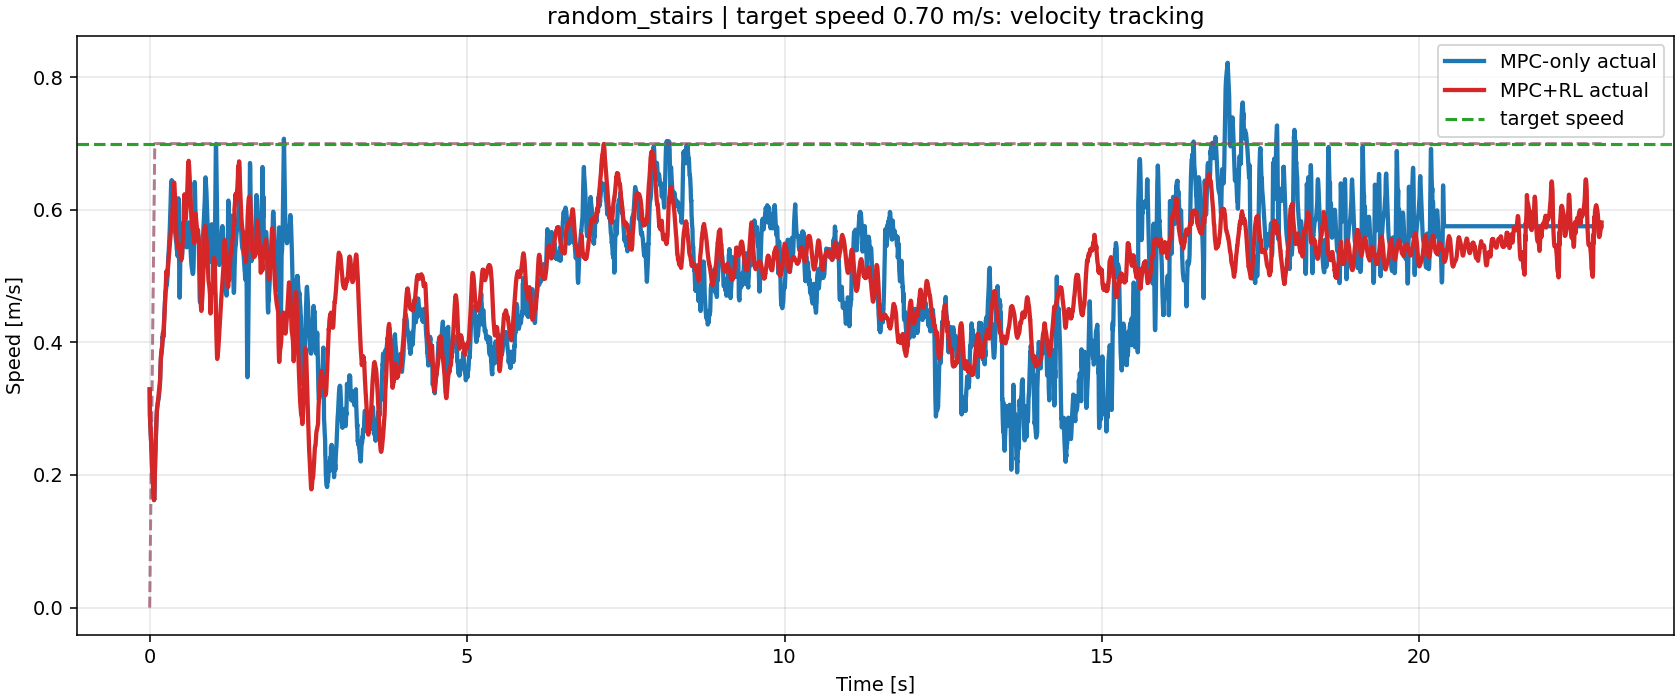 random_stairs | target speed 0.70 m/s: velocity tracking
MPC-only actual
MPC+RL actual
target speed
Speed [m/s]
0.8
0.6
0.4
0.2
0.0
0 5 10 15 20
Time [s]